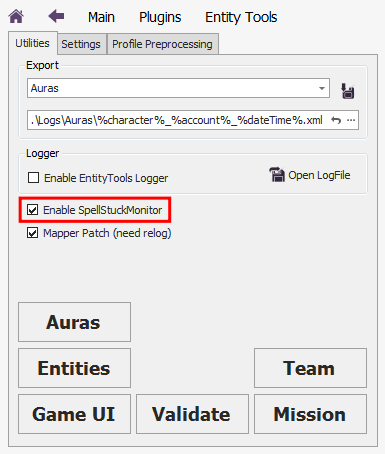 Main Plugins Entity Tools
Utilities Settings Profile Preprocessing
Export
Auras
.\Logs\Auras\%character%_%account%_%dateTime%.xml
Logger
Enable EntityTools Logger Open LogFile
Enable SpellStuckMonitor
Mapper Patch (need relog)
Auras
Entities Team
Game UI Validate Mission